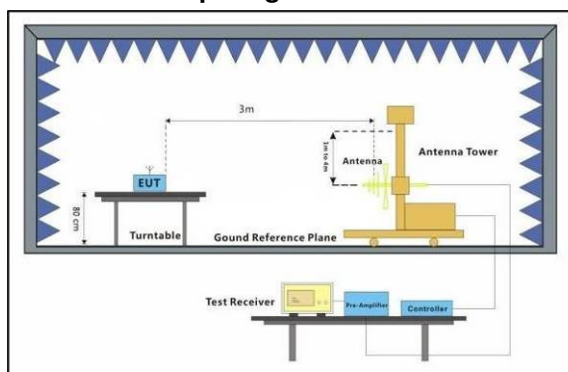 3m
1m to 4m
Antenna
Antenna Tower
EUT
80 cm
Turntable
Gound Reference Plane
Test Receiver
Pre-Amplifier
Controller